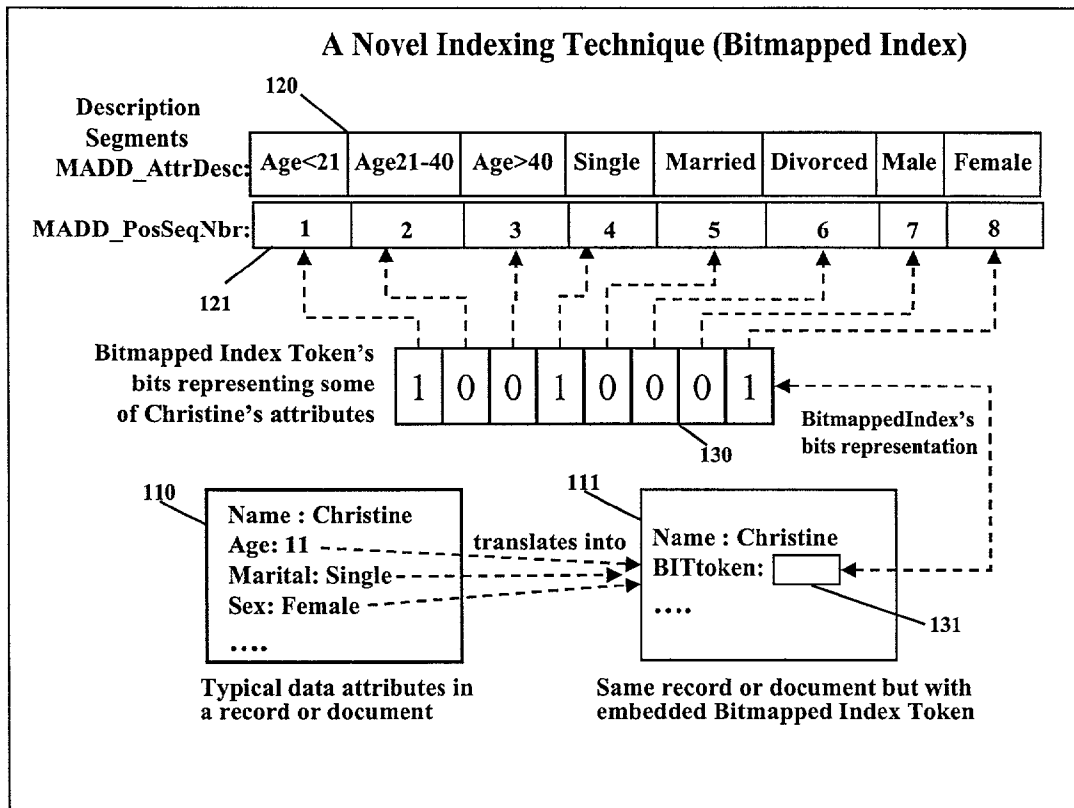 A Novel Indexing Technique (Bitmapped Index)
120
Description
Segments
MADD_AttrDesc: Age<21 Age21-40 Age>40 Single Married Divorced Male Female
MADD_PosSeqNbr: 1 2 3 4 5 6 7 8
121
Bitmapped Index Token's
bits representing some
of Christine's attributes
1 0 0 1 0 0 0 1
130
BitmappedIndex's
bits representation
110
Name : Christine
Age: 11
Marital: Single
Sex: Female
....
translates into
111
Name : Christine
BITtoken:
....
131
Typical data attributes in
a record or document
Same record or document but with
embedded Bitmapped Index Token